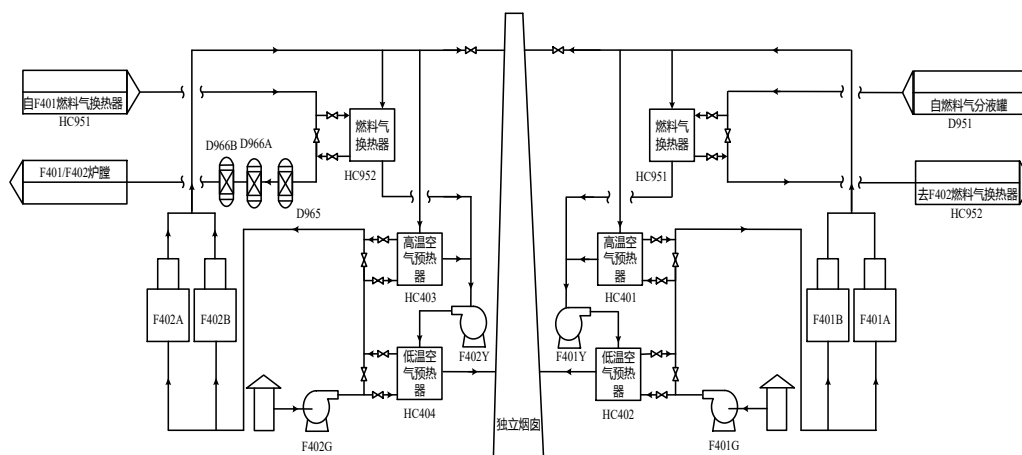 自F401燃料气换热器
HC951
F401/F402炉膛
D966B
D966A
D965
燃料气
换热器
HC952
高温空
气预热
器
HC403
F402A
F402B
F402Y
低温空
气预热
器
HC404
F402G
独立烟囱
燃料气
换热器
HC951
自燃料气分液罐
D951
去F402燃料气换热器
HC952
高温空
气预热
器
HC401
F401Y
低温空
气预热
器
HC402
F401G
F401B
F401A